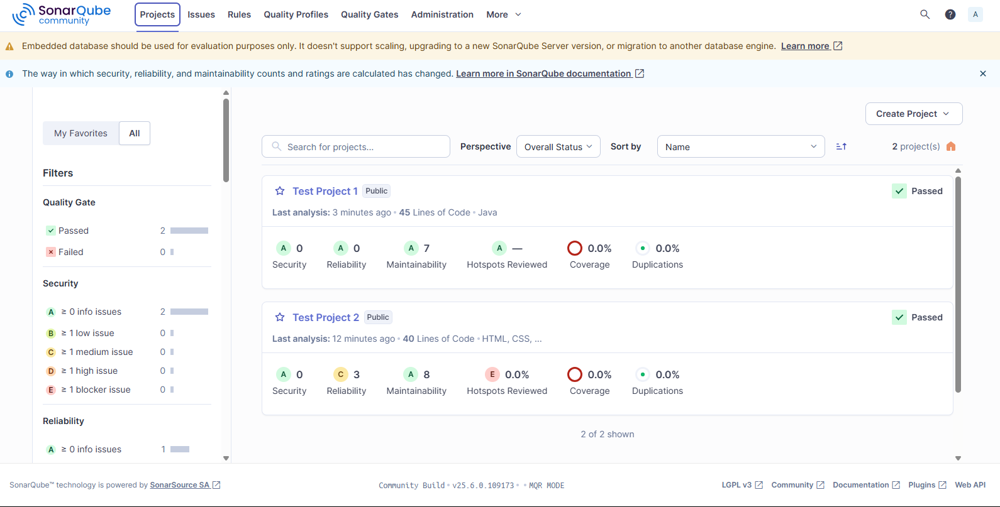 SonarQube community
Projects Issues Rules Quality Profiles Quality Gates Administration More
A
Embedded database should be used for evaluation purposes only. It doesn't support scaling, upgrading to a new SonarQube Server version, or migration to another database engine. Learn more
The way in which security, reliability, and maintainability counts and ratings are calculated has changed. Learn more in SonarQube documentation
My Favorites All
Filters
Quality Gate
Passed 2
Failed 0
Security
A ≥ 0 info issues 2
B ≥ 1 low issue 0
C ≥ 1 medium issue 0
D ≥ 1 high issue 0
E ≥ 1 blocker issue 0
Reliability
A ≥ 0 info issues 1
Create Project
Search for projects... Perspective Overall Status Sort by Name 2 project(s)
Test Project 1 Public Passed
Last analysis: 3 minutes ago • 45 Lines of Code • Java
A 0 A 0 A 7 A — 0.0% 0.0%
Security Reliability Maintainability Hotspots Reviewed Coverage Duplications
Test Project 2 Public Passed
Last analysis: 12 minutes ago • 40 Lines of Code • HTML, CSS, ...
A 0 C 3 A 8 E 0.0% 0.0% 0.0%
Security Reliability Maintainability Hotspots Reviewed Coverage Duplications
2 of 2 shown
SonarQube™ technology is powered by SonarSource SA
Community Build • v25.6.0.109173 • • MQR MODE
LGPL v3 Community Documentation Plugins Web API